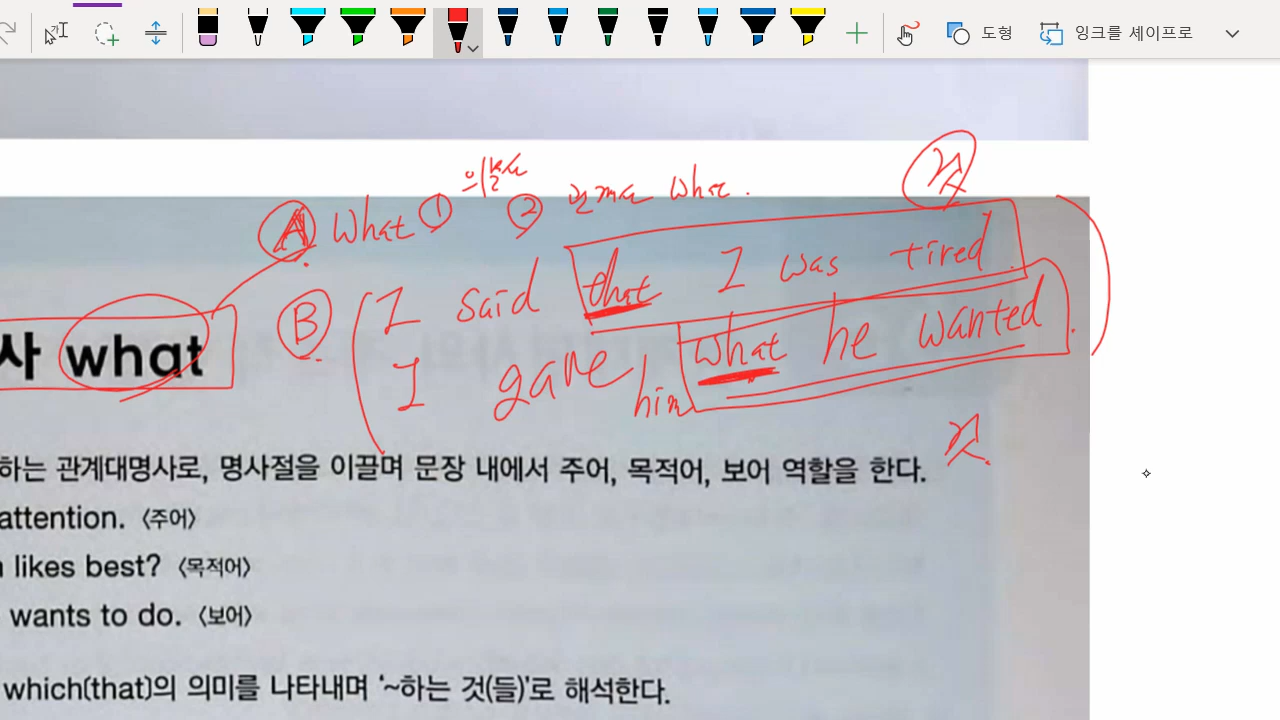 도형 잉크를 셰이프로
의문사 것
Ⓐ What ① ② 관계대 what.
Ⓑ I said that I was tired.
I gave him what he wanted.
사 what
것.
하는 관계대명사로, 명사절을 이끌며 문장 내에서 주어, 목적어, 보어 역할을 한다.
attention. 〈주어〉
likes best? 〈목적어〉
wants to do. 〈보어〉
which(that)의 의미를 나타내며 '~하는 것(들)'로 해석한다.